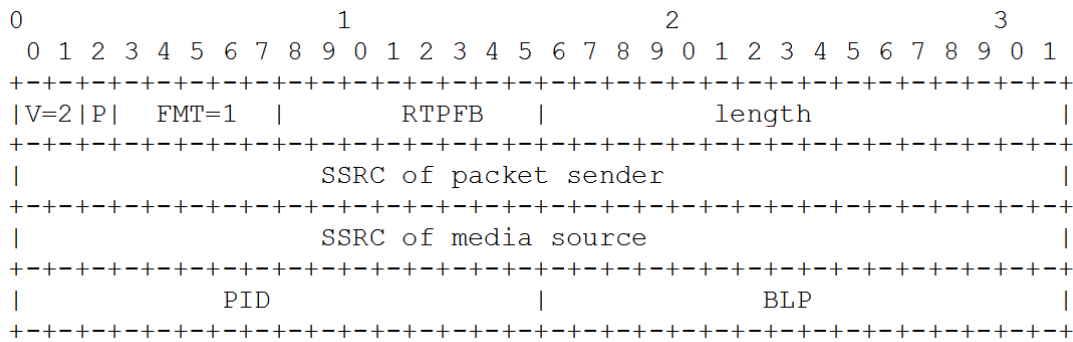 0                   1                   2                   3
 0 1 2 3 4 5 6 7 8 9 0 1 2 3 4 5 6 7 8 9 0 1 2 3 4 5 6 7 8 9 0 1
+-+-+-+-+-+-+-+-+-+-+-+-+-+-+-+-+-+-+-+-+-+-+-+-+-+-+-+-+-+-+-+-+
|V=2|P|  FMT=1  |       RTPFB   |          length               |
+-+-+-+-+-+-+-+-+-+-+-+-+-+-+-+-+-+-+-+-+-+-+-+-+-+-+-+-+-+-+-+-+
|                  SSRC of packet sender                        |
+-+-+-+-+-+-+-+-+-+-+-+-+-+-+-+-+-+-+-+-+-+-+-+-+-+-+-+-+-+-+-+-+
|                  SSRC of media source                         |
+-+-+-+-+-+-+-+-+-+-+-+-+-+-+-+-+-+-+-+-+-+-+-+-+-+-+-+-+-+-+-+-+
|            PID                |             BLP               |
+-+-+-+-+-+-+-+-+-+-+-+-+-+-+-+-+-+-+-+-+-+-+-+-+-+-+-+-+-+-+-+-+